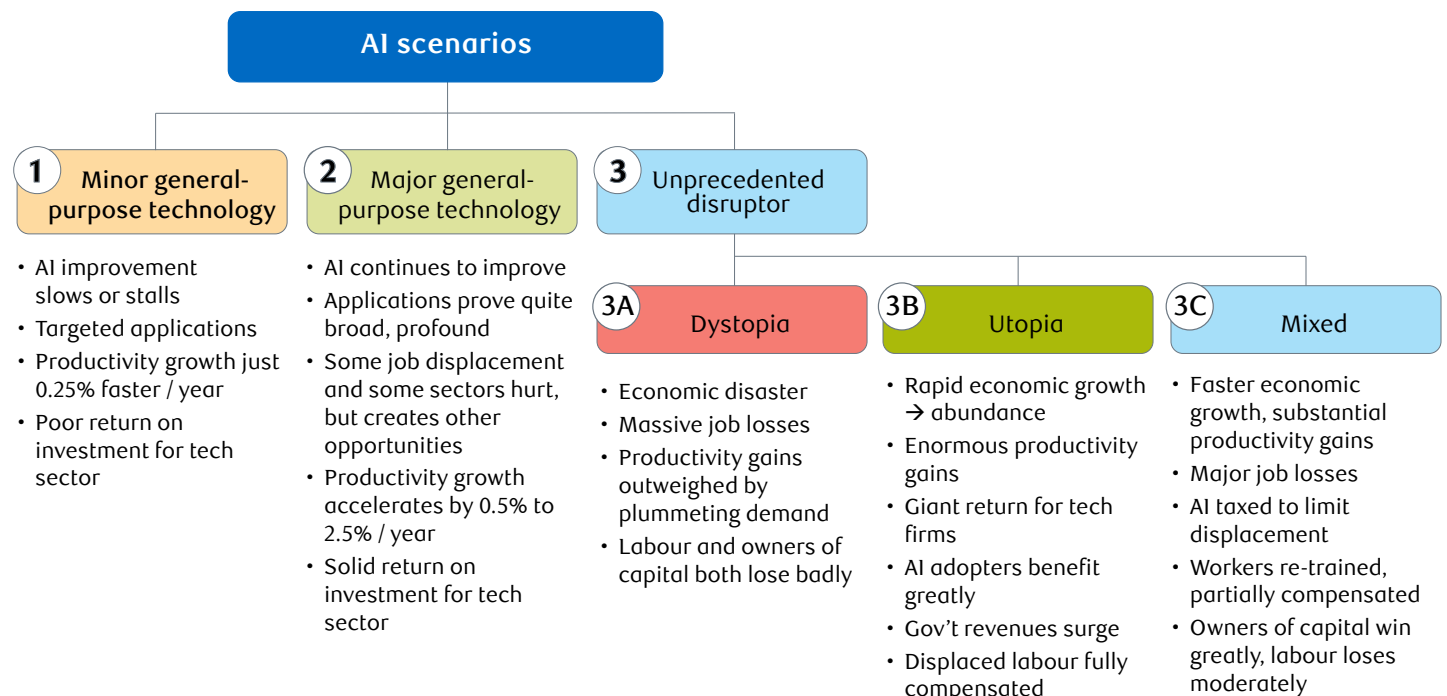 AI scenarios
1
Minor general-
purpose technology
• AI improvement
slows or stalls
• Targeted applications
• Productivity growth just
0.25% faster / year
• Poor return on
investment for tech
sector
2
Major general-
purpose technology
• AI continues to improve
• Applications prove quite
broad, profound
• Some job displacement
and some sectors hurt,
but creates other
opportunities
• Productivity growth
accelerates by 0.5% to
2.5% / year
• Solid return on
investment for tech
sector
3
Unprecedented
disruptor
3A
Dystopia
• Economic disaster
• Massive job losses
• Productivity gains
outweighed by
plummeting demand
• Labour and owners of
capital both lose badly
3B
Utopia
• Rapid economic growth
→ abundance
• Enormous productivity
gains
• Giant return for tech
firms
• AI adopters benefit
greatly
• Gov't revenues surge
• Displaced labour fully
compensated
3C
Mixed
• Faster economic
growth, substantial
productivity gains
• Major job losses
• AI taxed to limit
displacement
• Workers re-trained,
partially compensated
• Owners of capital win
greatly, labour loses
moderately